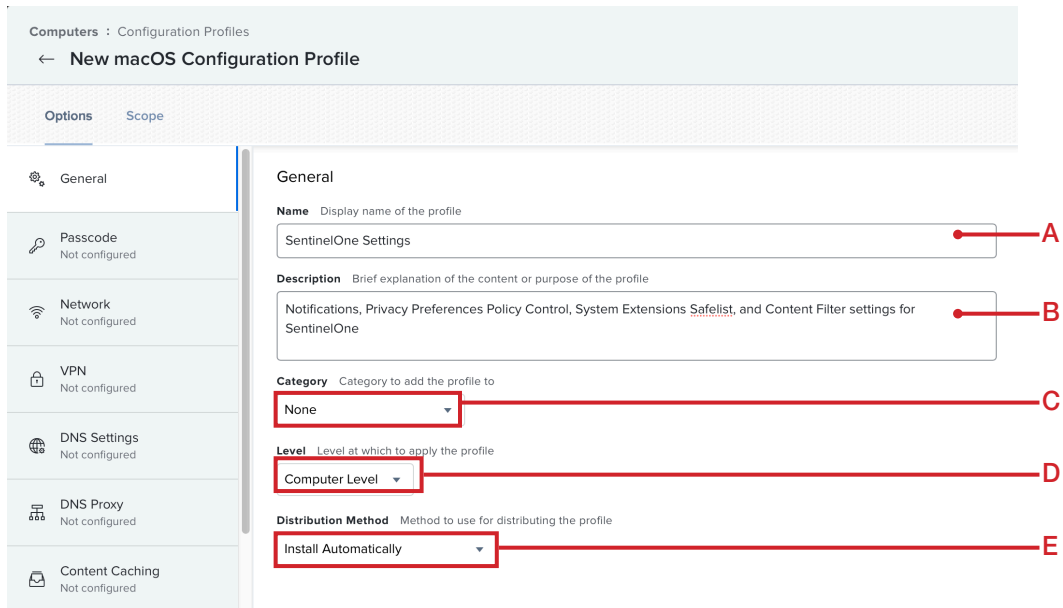 Computers : Configuration Profiles
← New macOS Configuration Profile
Options Scope
General
Passcode
Not configured
Network
Not configured
VPN
Not configured
DNS Settings
Not configured
DNS Proxy
Not configured
Content Caching
Not configured
General
Name Display name of the profile
SentinelOne Settings
A
Description Brief explanation of the content or purpose of the profile
Notifications, Privacy Preferences Policy Control, System Extensions Safelist, and Content Filter settings for
SentinelOne
B
Category Category to add the profile to
None
C
Level Level at which to apply the profile
Computer Level
D
Distribution Method Method to use for distributing the profile
Install Automatically
E